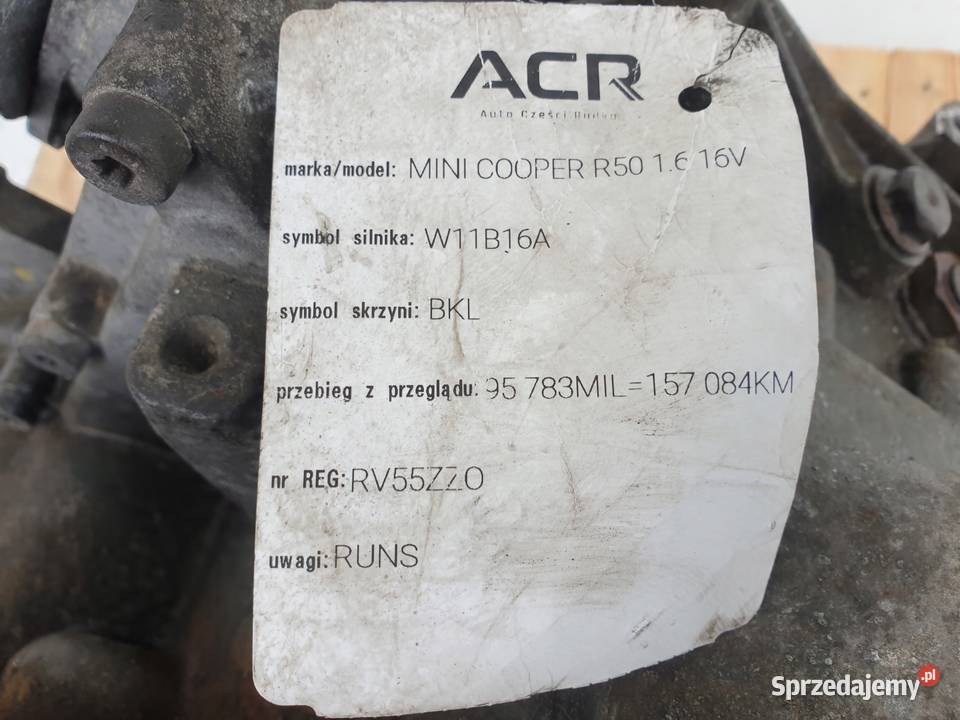 ACR
Auto Części Rudka
marka/model: MINI COOPER R50 1.6 16V
symbol silnika: W11B16A
symbol skrzyni: BKL
przebieg z przeglądu: 95 783MIL=157 084KM
nr REG: RV55ZZO
uwagi: RUNS
Sprzedajemy.pl